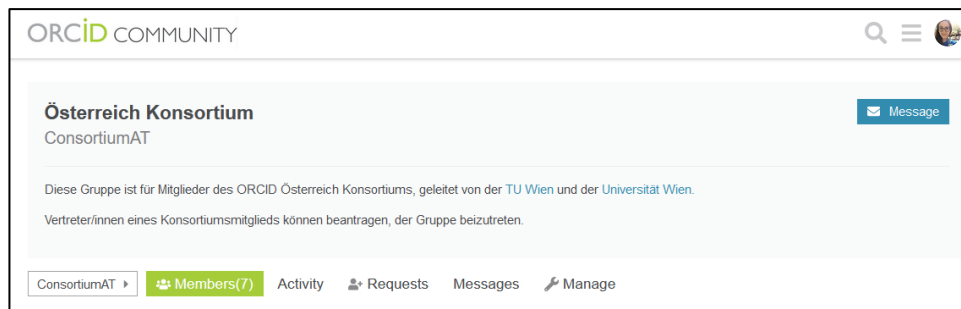 ORCiD COMMUNITY
Österreich Konsortium
Message
ConsortiumAT
Diese Gruppe ist für Mitglieder des ORCID Österreich Konsortiums, geleitet von der TU Wien und der Universität Wien.
Vertreter/innen eines Konsortiumsmitglieds können beantragen, der Gruppe beizutreten.
ConsortiumAT Members(7) Activity Requests Messages Manage